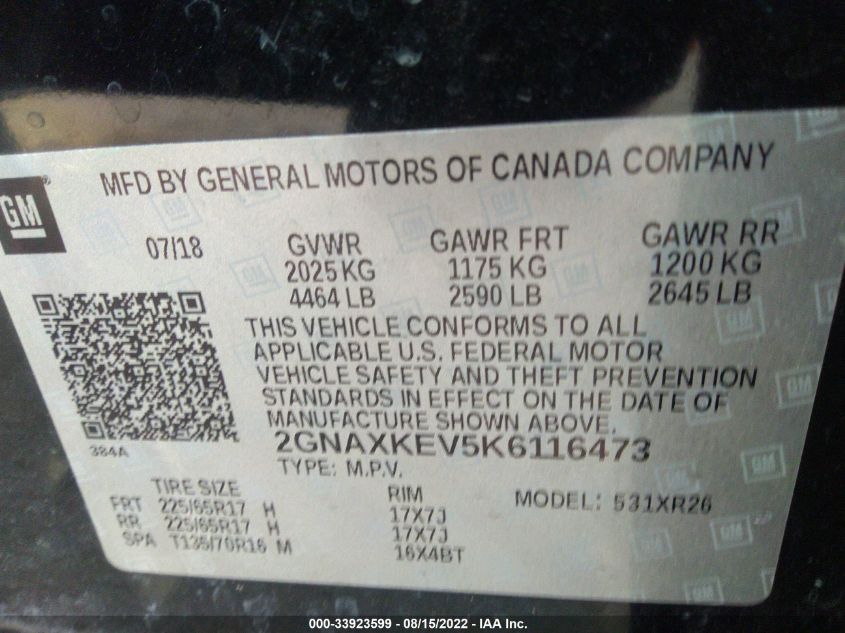 MFD BY GENERAL MOTORS OF CANADA COMPANY
GM
07/18 GVWR GAWR FRT GAWR RR
2025 KG 1175 KG 1200 KG
4464 LB 2590 LB 2645 LB
THIS VEHICLE CONFORMS TO ALL
APPLICABLE U.S. FEDERAL MOTOR
VEHICLE SAFETY AND THEFT PREVENTION
STANDARDS IN EFFECT ON THE DATE OF
MANUFACTURE SHOWN ABOVE.
384A
2GNAXKEV5K6116473
TYPE: M.P.V.
TIRE SIZE RIM MODEL: 531XR26
FRT 225/65R17 H 17X7J
RR 225/65R17 H 17X7J
SPA T135/70R16 M 16X4BT
000-33923599 - 08/15/2022 - IAA Inc.